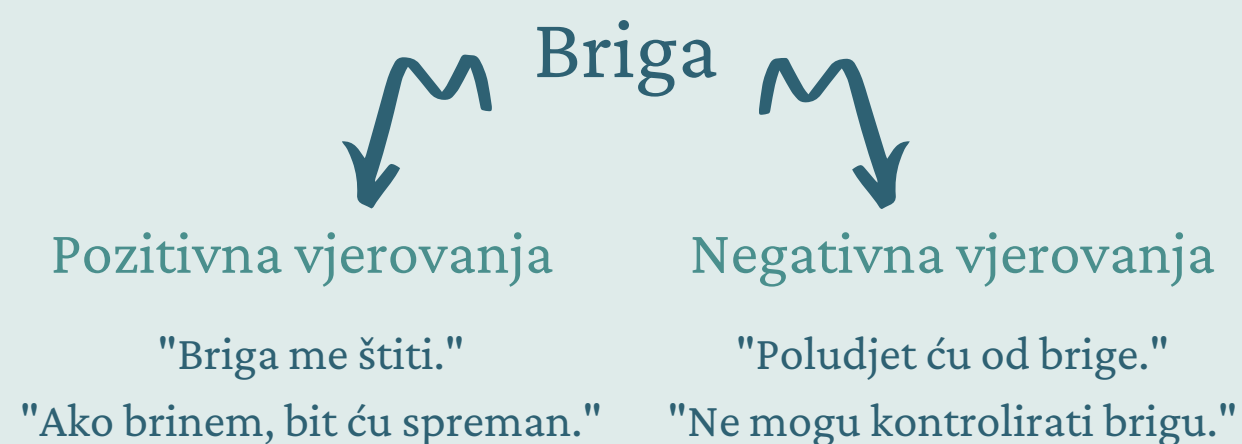 Briga
Pozitivna vjerovanja
"Briga me štiti."
"Ako brinem, bit ću spreman."
Negativna vjerovanja
"Poludjet ću od brige."
"Ne mogu kontrolirati brigu."